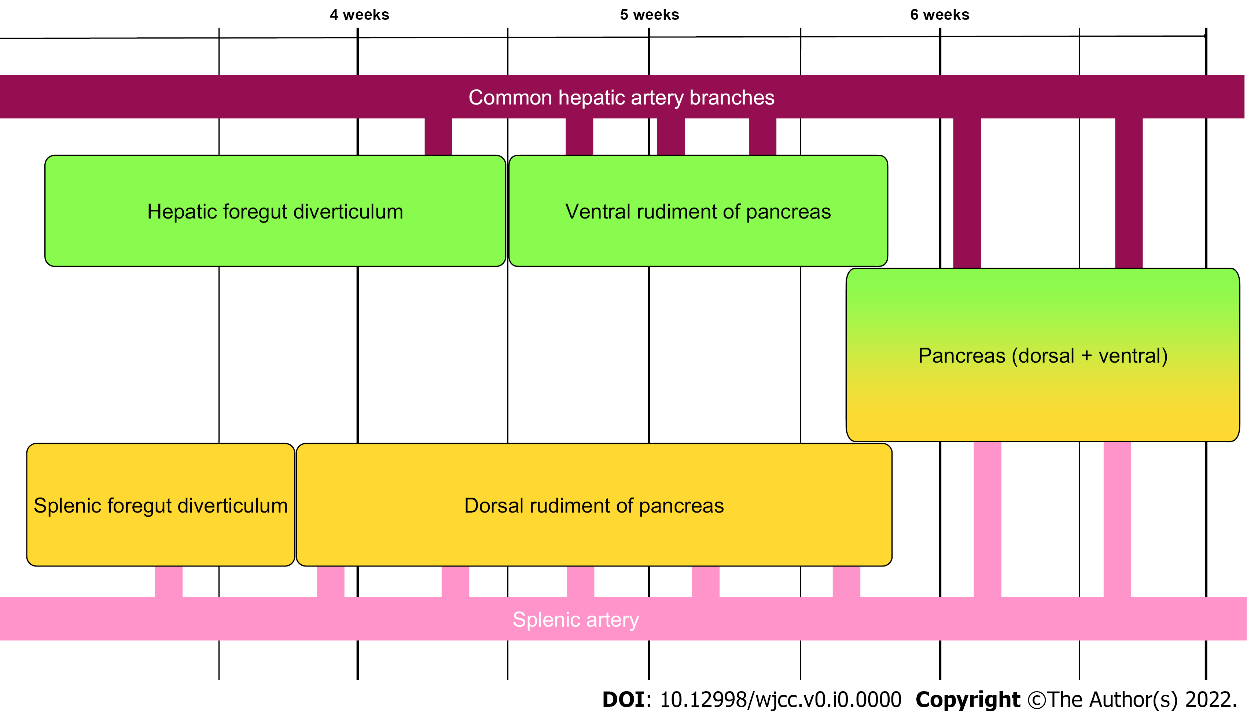 4 weeks 5 weeks 6 weeks
Common hepatic artery branches
Hepatic foregut diverticulum
Ventral rudiment of pancreas
Pancreas (dorsal + ventral)
Splenic foregut diverticulum
Dorsal rudiment of pancreas
Splenic artery
DOI: 10.12998/wjcc.v0.i0.0000 Copyright ©The Author(s) 2022.